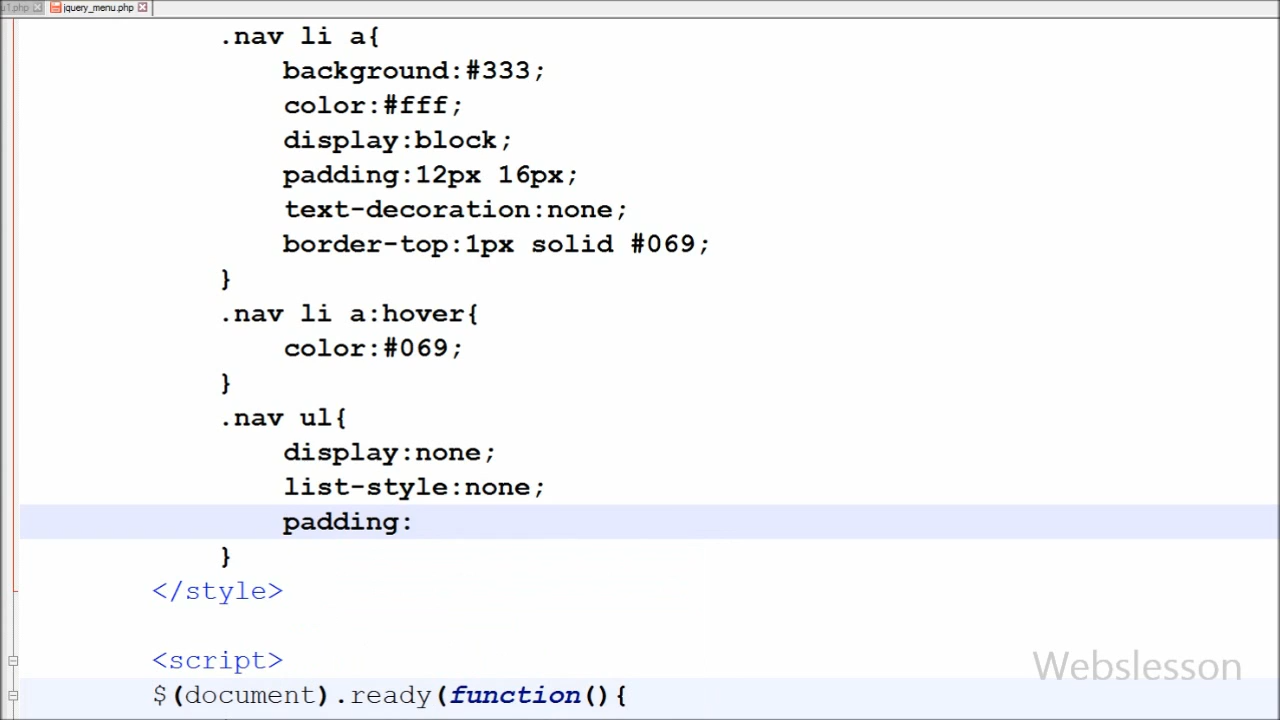 u1.php jquery_menu.php
.nav li a{
background:#333;
color:#fff;
display:block;
padding:12px 16px;
text-decoration:none;
border-top:1px solid #069;
}
.nav li a:hover{
color:#069;
}
.nav ul{
display:none;
list-style:none;
padding:
}
</style>
<script>
$(document).ready(function(){
Webslesson